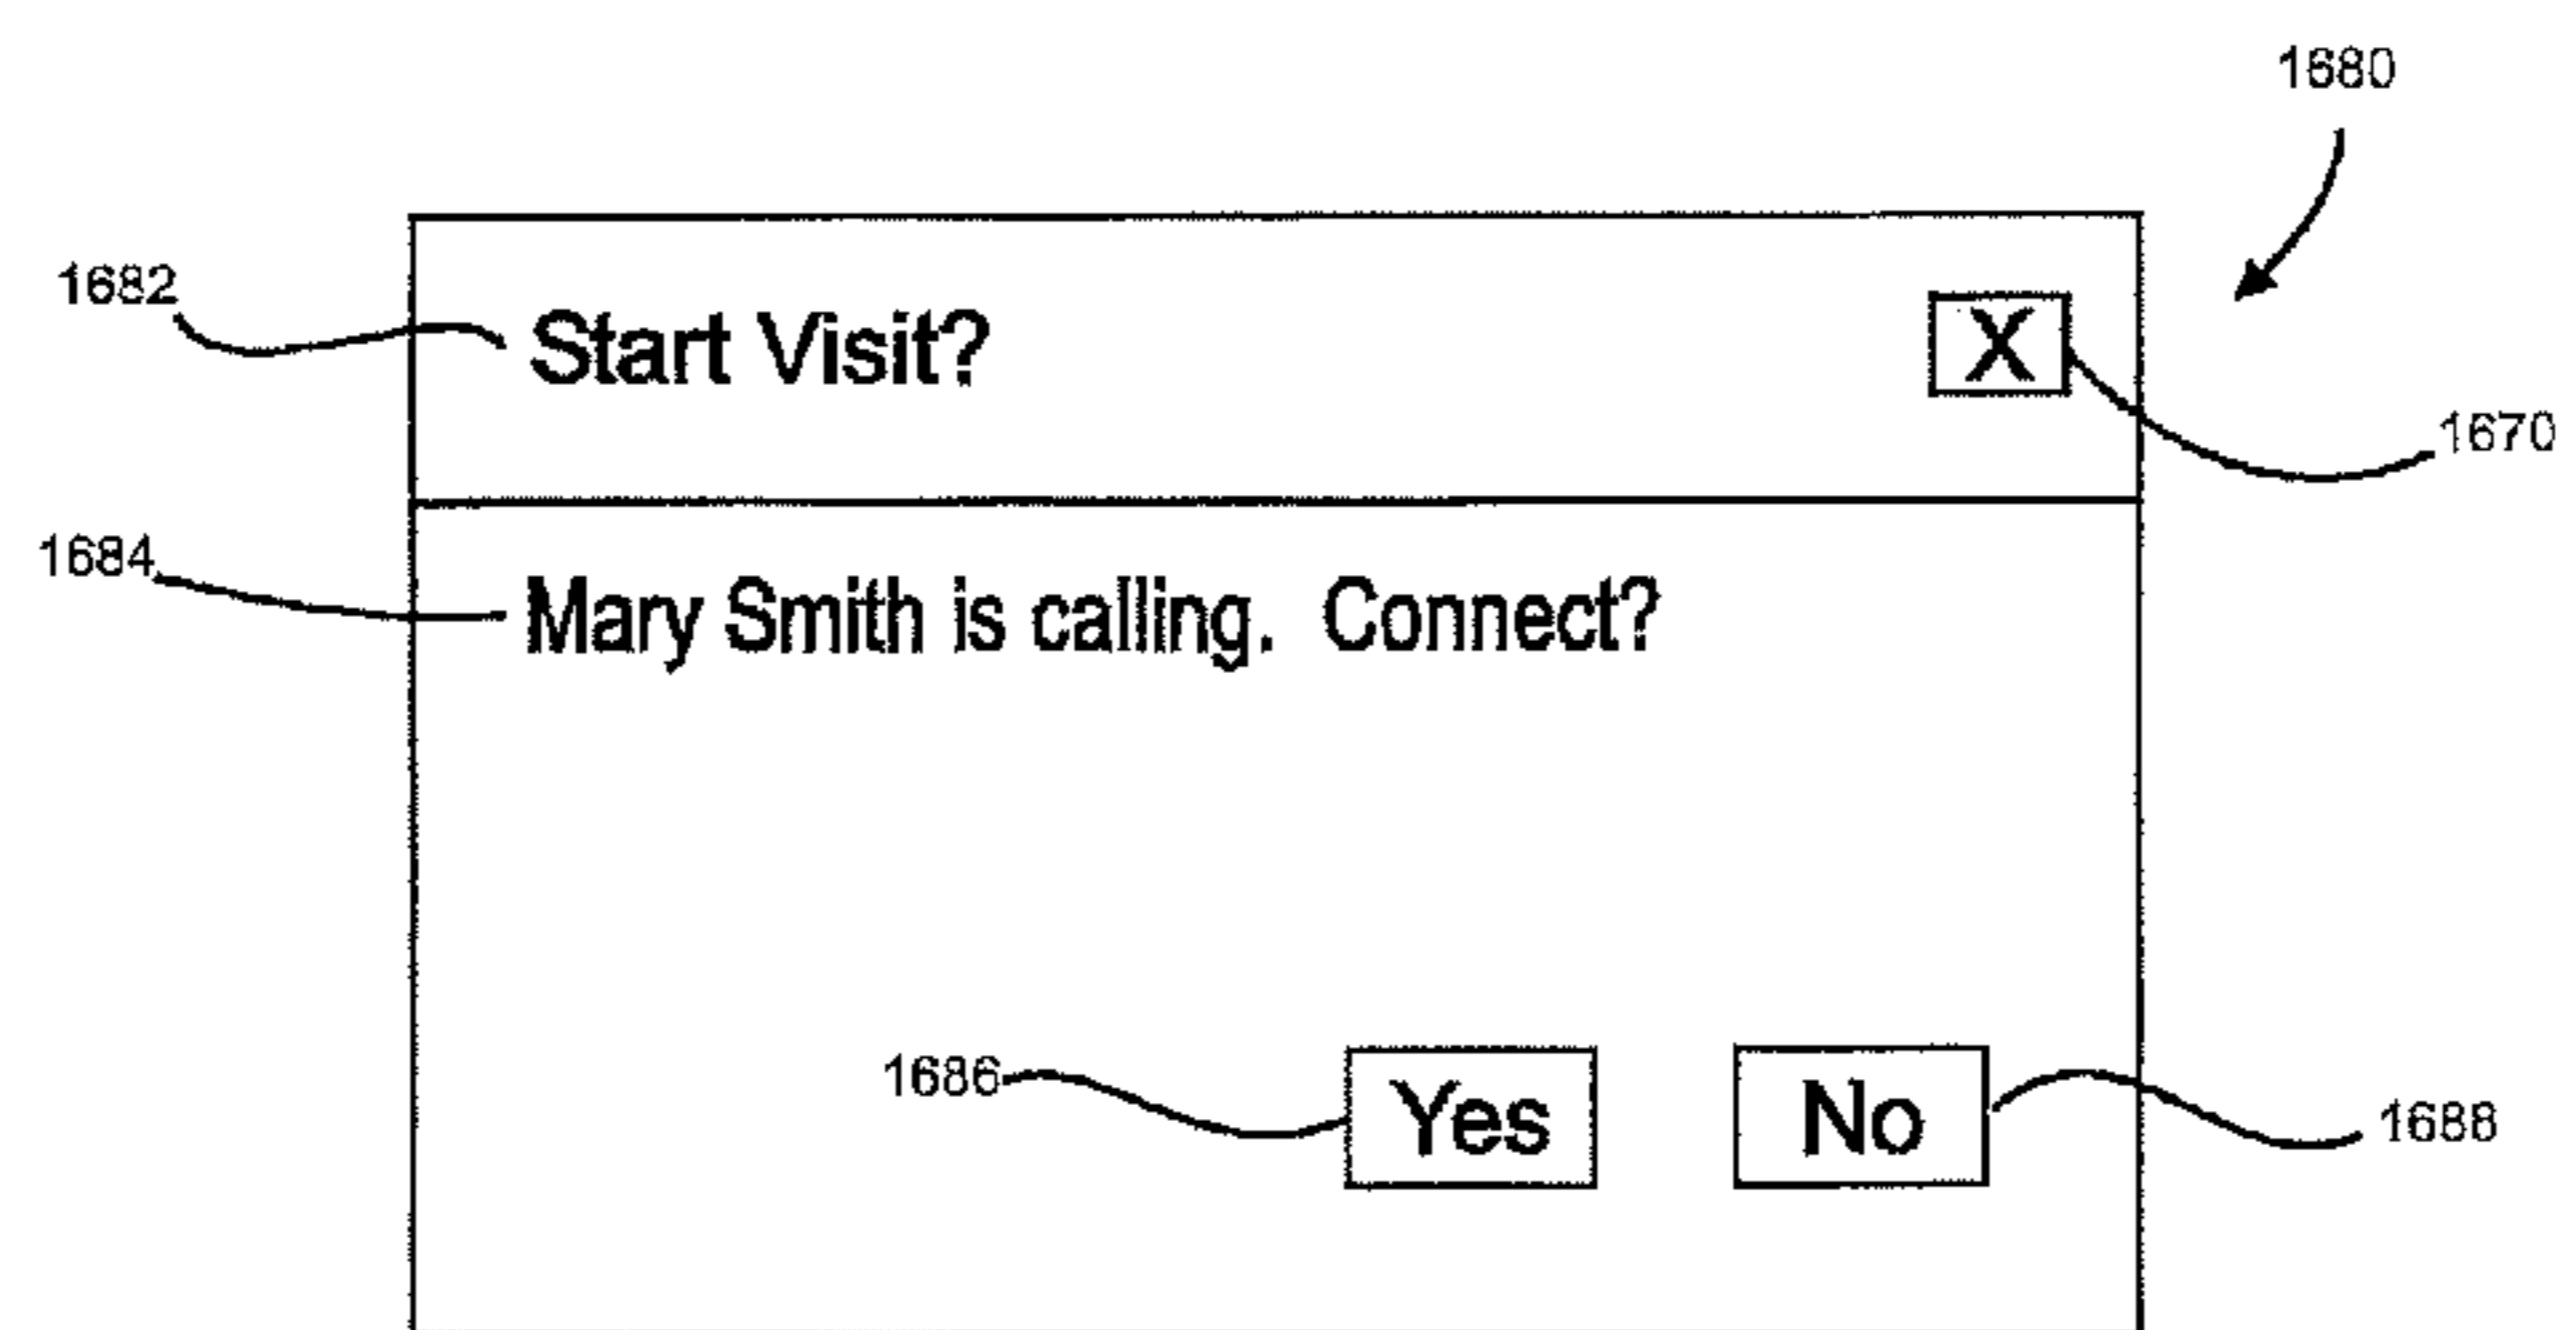 1680
1682
Start Visit?
X
1670
1684
Mary Smith is calling. Connect?
1686
Yes
No
1688